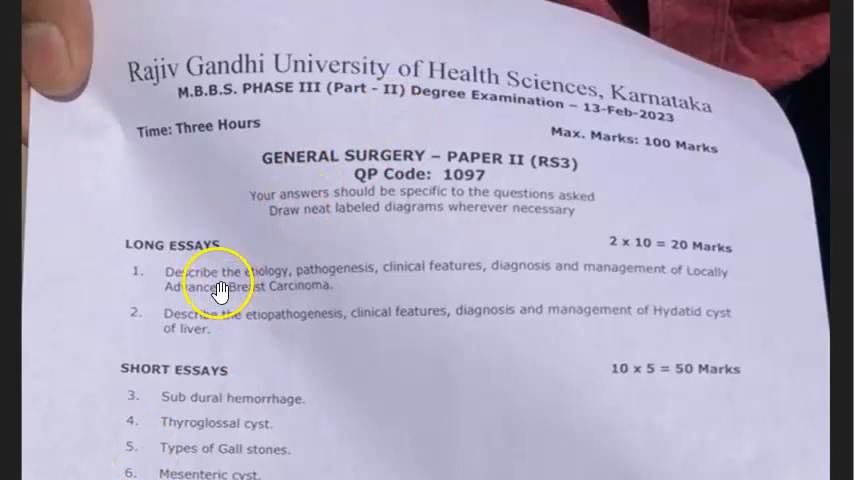 Rajiv Gandhi University of Health Sciences, Karnataka
M.B.B.S. PHASE III (Part - II) Degree Examination – 13-Feb-2023
Time: Three Hours
Max. Marks: 100 Marks
GENERAL SURGERY – PAPER II (RS3)
QP Code: 1097
Your answers should be specific to the questions asked
Draw neat labeled diagrams wherever necessary
LONG ESSAYS
2 x 10 = 20 Marks
1. Describe the etiology, pathogenesis, clinical features, diagnosis and management of Locally
Advanced Breast Carcinoma.
2. Describe the etiopathogenesis, clinical features, diagnosis and management of Hydatid cyst
of liver.
SHORT ESSAYS
10 x 5 = 50 Marks
3. Sub dural hemorrhage.
4. Thyroglossal cyst.
5. Types of Gall stones.
6. Mesenteric cyst.